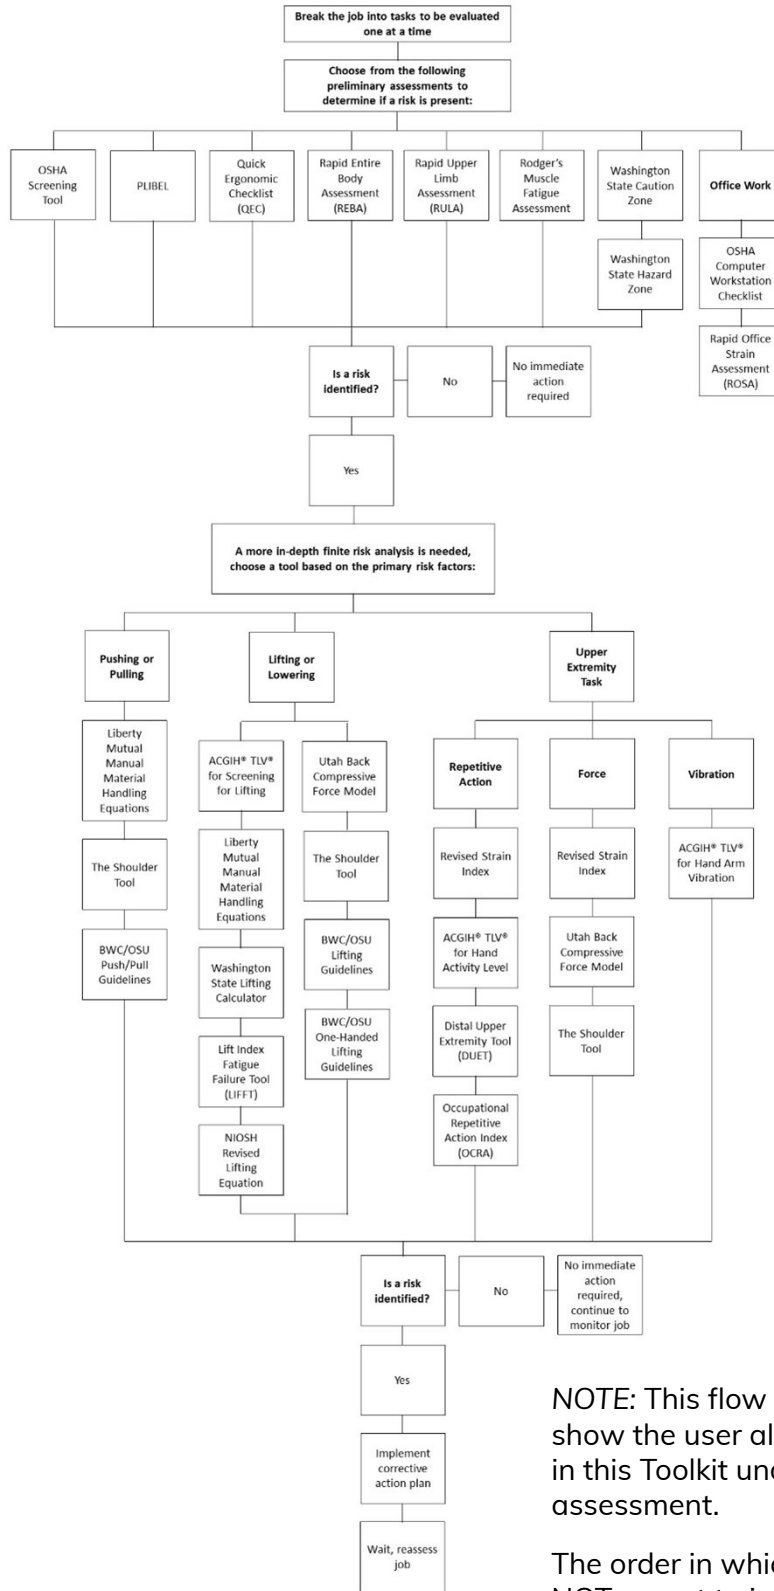 Break the job into tasks to be evaluated
one at a time
Choose from the following
preliminary assessments to
determine if a risk is present:
OSHA
Screening
Tool
PLIBEL
Quick
Ergonomic
Checklist
(QEC)
Rapid Entire
Body
Assessment
(REBA)
Rapid Upper
Limb
Assessment
(RULA)
Rodger's
Muscle
Fatigue
Assessment
Washington
State Caution
Zone
Office Work
Washington
State Hazard
Zone
OSHA
Computer
Workstation
Checklist
Rapid Office
Strain
Assessment
(ROSA)
Is a risk
identified?
No
No immediate
action
required
Yes
A more in-depth finite risk analysis is needed,
choose a tool based on the primary risk factors:
Pushing or
Pulling
Lifting or
Lowering
Upper
Extremity
Task
Liberty
Mutual
Manual
Material
Handling
Equations
The Shoulder
Tool
BWC/OSU
Push/Pull
Guidelines
ACGIH® TLV®
for Screening
for Lifting
Liberty
Mutual
Manual
Material
Handling
Equations
Washington
State Lifting
Calculator
Lift Index
Fatigue
Failure Tool
(LIFFT)
NIOSH
Revised
Lifting
Equation
Utah Back
Compressive
Force Model
The Shoulder
Tool
BWC/OSU
Lifting
Guidelines
BWC/OSU
One-Handed
Lifting
Guidelines
Repetitive
Action
Revised Strain
Index
ACGIH® TLV®
for Hand
Activity Level
Distal Upper
Extremity Tool
(DUET)
Occupational
Repetitive
Action Index
(OCRA)
Force
Revised Strain
Index
Utah Back
Compressive
Force Model
The Shoulder
Tool
Vibration
ACGIH® TLV®
for Hand Arm
Vibration
Is a risk
identified?
No
No immediate
action
required,
continue to
monitor job
Yes
Implement
corrective
action plan
Wait, reassess
job
NOTE: This flow
show the user
in this Toolkit
assessment.
The order in